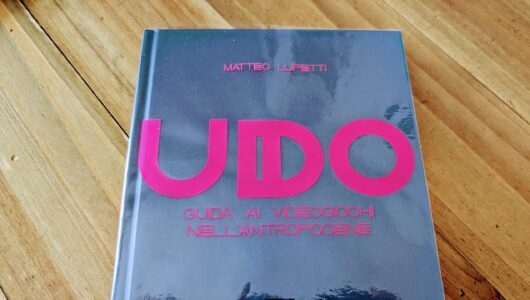 MATTEO LUPETTI
UDO
GUIDA AI VIDEOGIOCHI
NELL'ANTROPOCENE